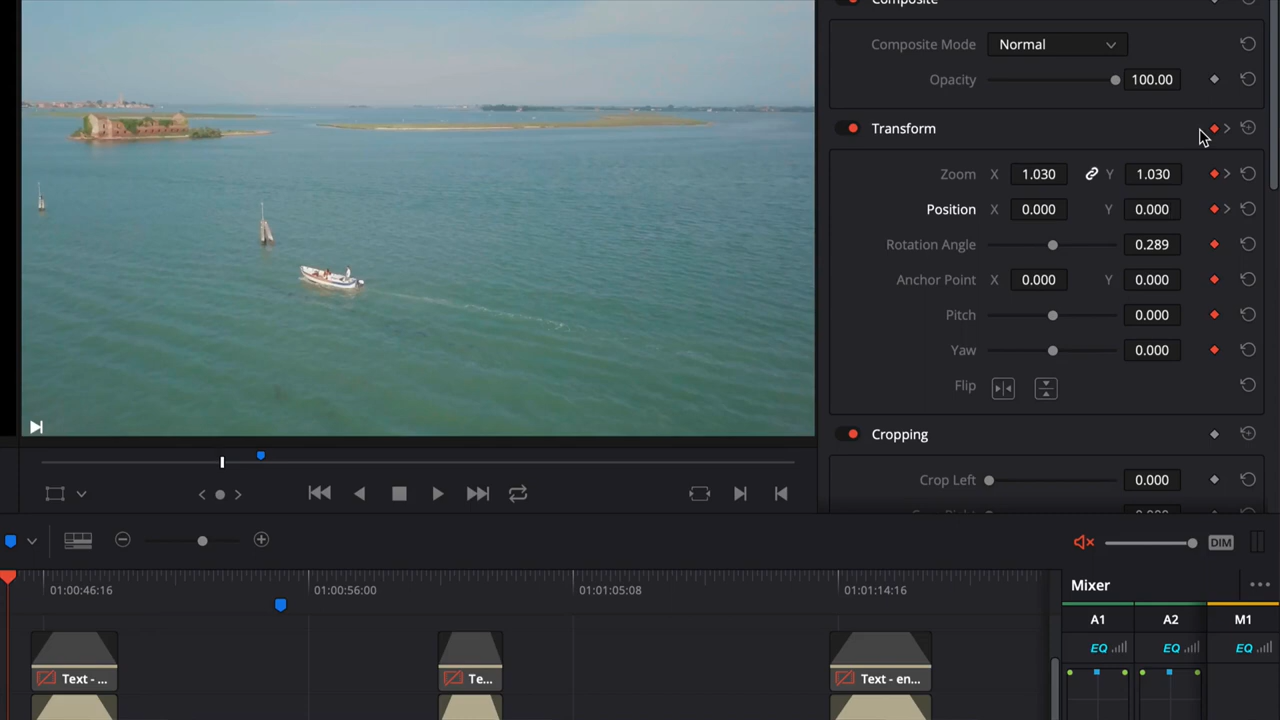 Composite
Composite Mode Normal
Opacity 100.00
Transform
Zoom X 1.030 Y 1.030
Position X 0.000 Y 0.000
Rotation Angle 0.289
Anchor Point X 0.000 Y 0.000
Pitch 0.000
Yaw 0.000
Flip
Cropping
Crop Left 0.000
DIM
01:00:46:16 01:00:56:00 01:01:05:08 01:01:14:16
Mixer
A1 A2 M1
EQ EQ EQ
Text - ... Te... Text - en...